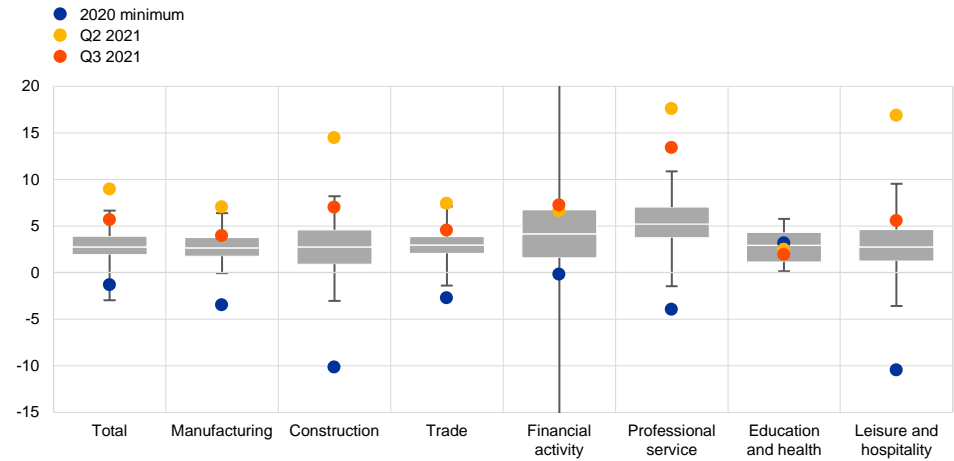 2020 minimum
Q2 2021
Q3 2021
20
15
10
5
0
-5
-10
-15
Total
Manufacturing
Construction
Trade
Financial
activity
Professional
service
Education
and health
Leisure and
hospitality